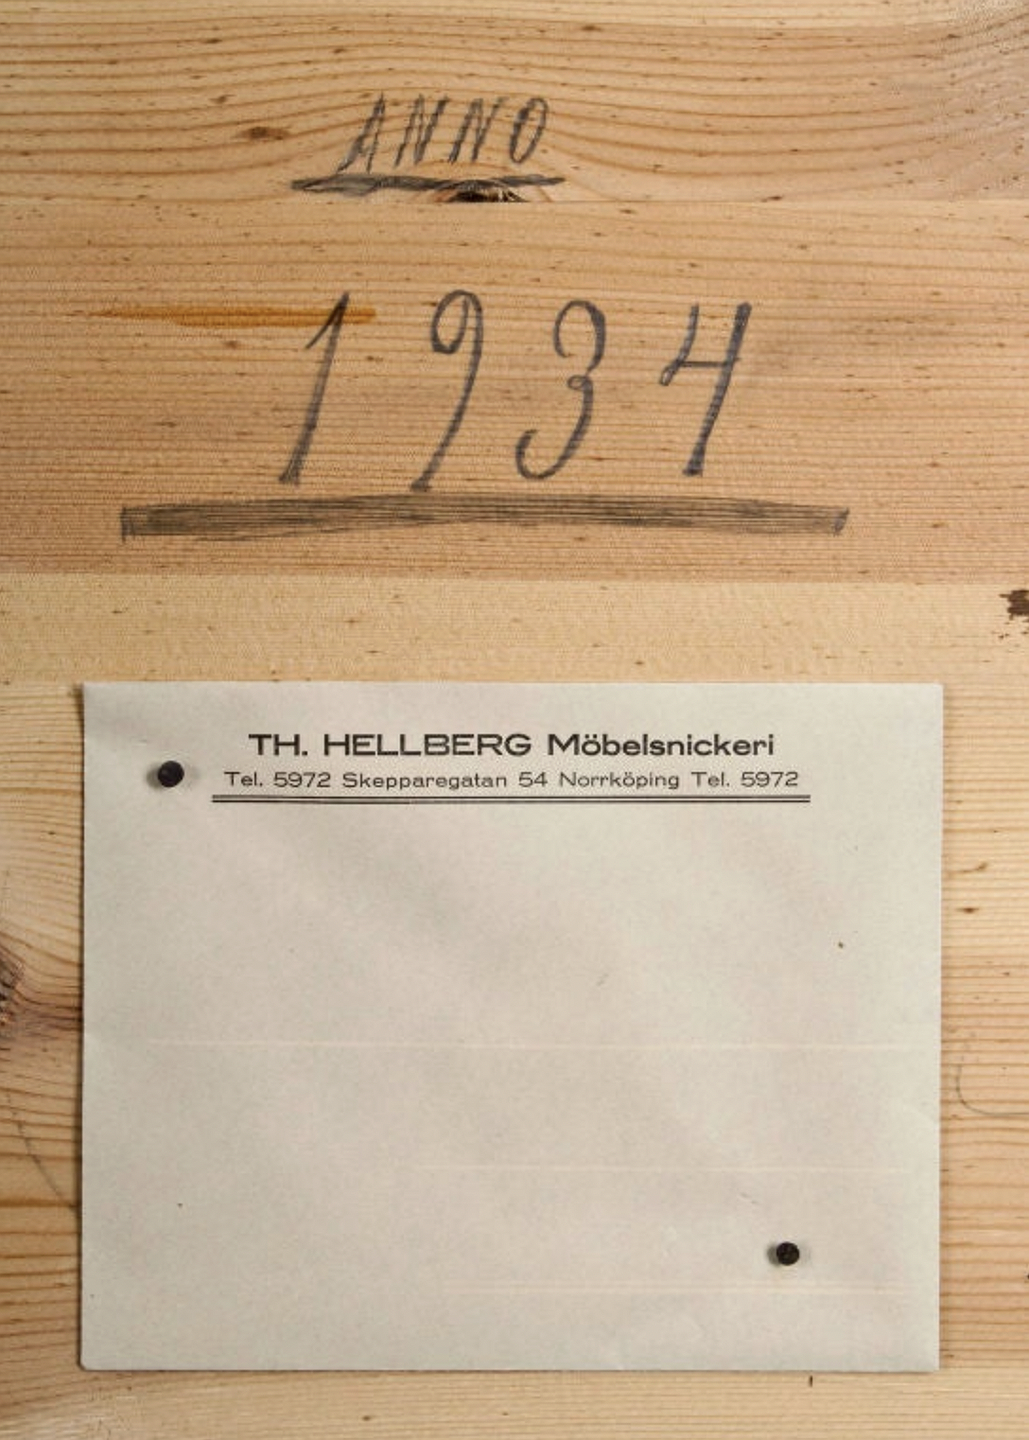 ANNO
1934
TH. HELLBERG Möbelsnickeri
Tel. 5972 Skepparegatan 54 Norrköping Tel. 5972